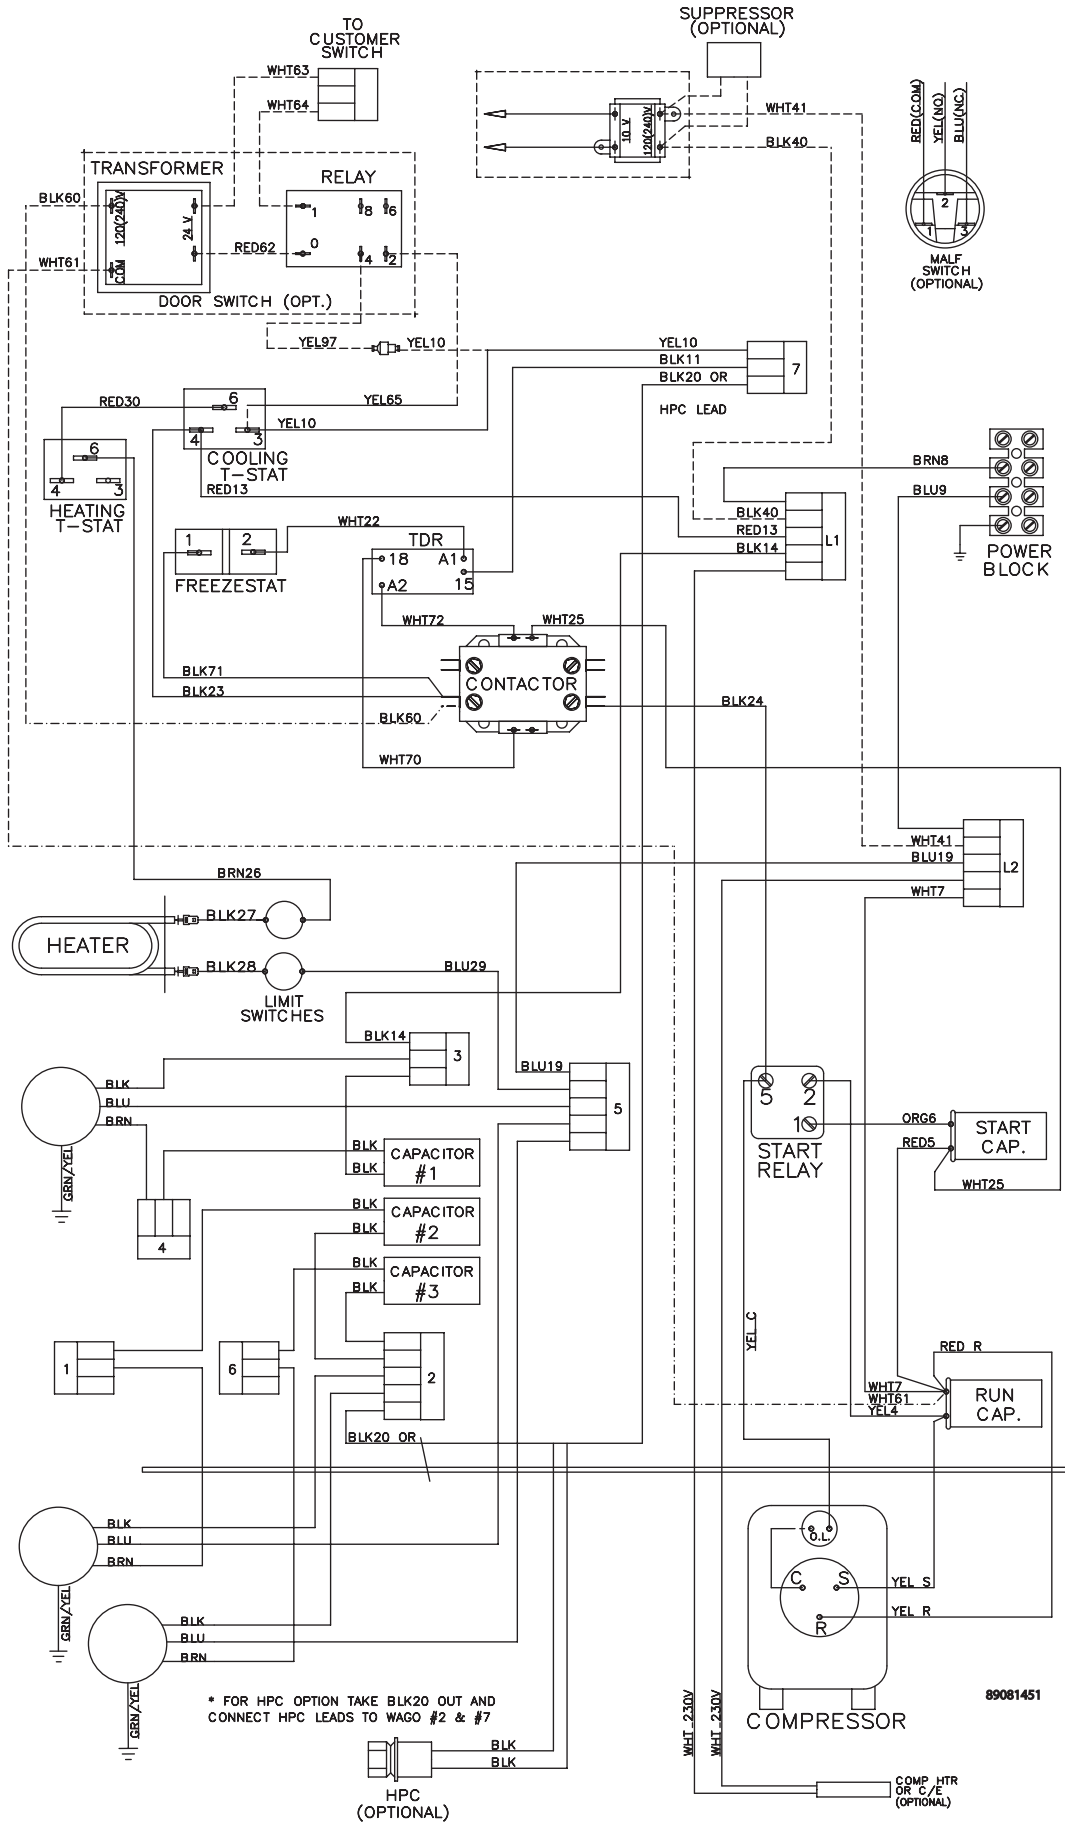 TO
CUSTOMER
SWITCH
SUPPRESSOR
(OPTIONAL)
WHT63
WHT64
WHT41
BLK40
10 V
120(240)V
RED(COM)
YEL(NO)
BLU(NC)
2
1
3
MALF
SWITCH
(OPTIONAL)
TRANSFORMER
RELAY
BLK60
120(240)V
24 V
COM
WHT61
RED62
1
8
6
0
4
2
DOOR SWITCH (OPT.)
YEL97
YEL10
YEL10
BLK11
BLK20 OR
HPC LEAD
7
RED30
6
YEL65
YEL10
4
3
COOLING
T-STAT
RED13
6
4
3
HEATING
T-STAT
BRN8
BLU9
POWER
BLOCK
BLK40
RED13
BLK14
L1
WHT22
1
2
FREEZESTAT
TDR
18
A1
15
A2
WHT72
WHT25
CONTACTOR
BLK71
BLK23
BLK60
BLK24
WHT70
WHT41
BLU19
WHT7
L2
BRN26
BLK27
HEATER
BLK28
BLU29
LIMIT
SWITCHES
BLK14
3
BLU19
5
BLK
BLU
BRN
GRN/YEL
4
BLK
BLK
CAPACITOR
#1
BLK
BLK
CAPACITOR
#2
BLK
BLK
CAPACITOR
#3
5
2
1
START
RELAY
ORG6
RED5
START
CAP.
WHT25
1
6
2
YEL C
RED R
WHT7
WHT61
YEL4
RUN
CAP.
BLK20 OR
BLK
BLU
BRN
GRN/YEL
BLK
BLU
BRN
GRN/YEL
O.L.
C
S
R
YEL S
YEL R
COMPRESSOR
89081451
* FOR HPC OPTION TAKE BLK20 OUT AND
CONNECT HPC LEADS TO WAGO #2 & #7
BLK
BLK
HPC
(OPTIONAL)
WHT 230V
WHT 230V
COMP HTR
OR C/E
(OPTIONAL)